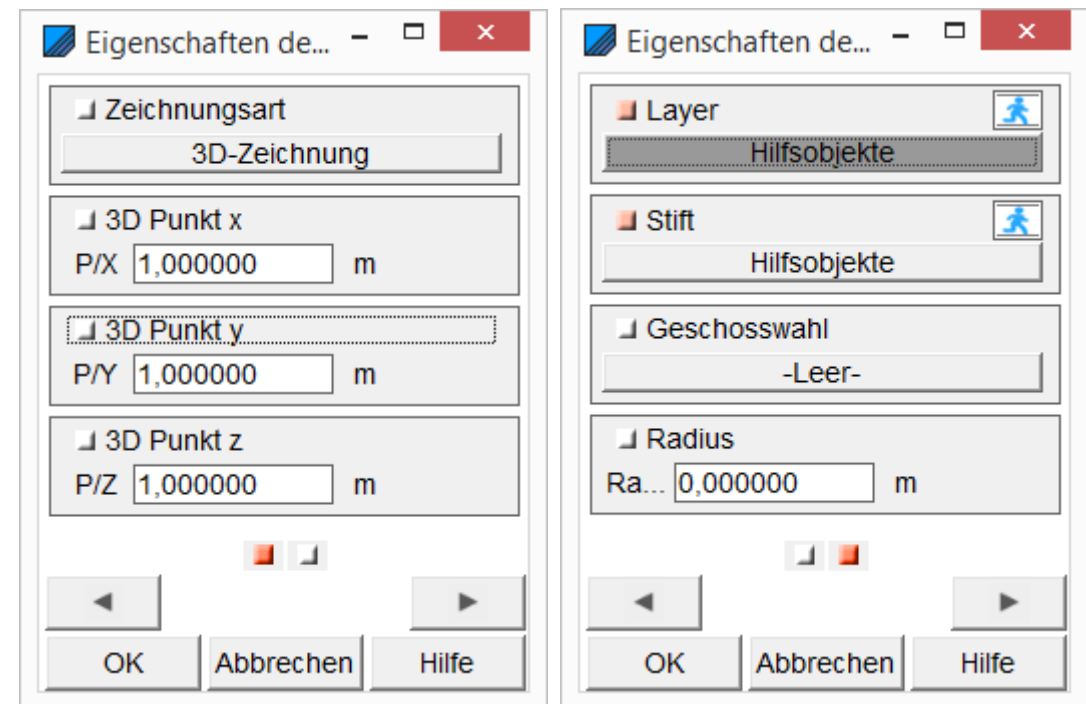 Eigenschaften de...
Zeichnungsart
3D-Zeichnung
3D Punkt x
P/X 1,000000 m
3D Punkt y
P/Y 1,000000 m
3D Punkt z
P/Z 1,000000 m
OK Abbrechen Hilfe
Eigenschaften de...
Layer
Hilfsobjekte
Stift
Hilfsobjekte
Geschosswahl
-Leer-
Radius
Ra... 0,000000 m
OK Abbrechen Hilfe